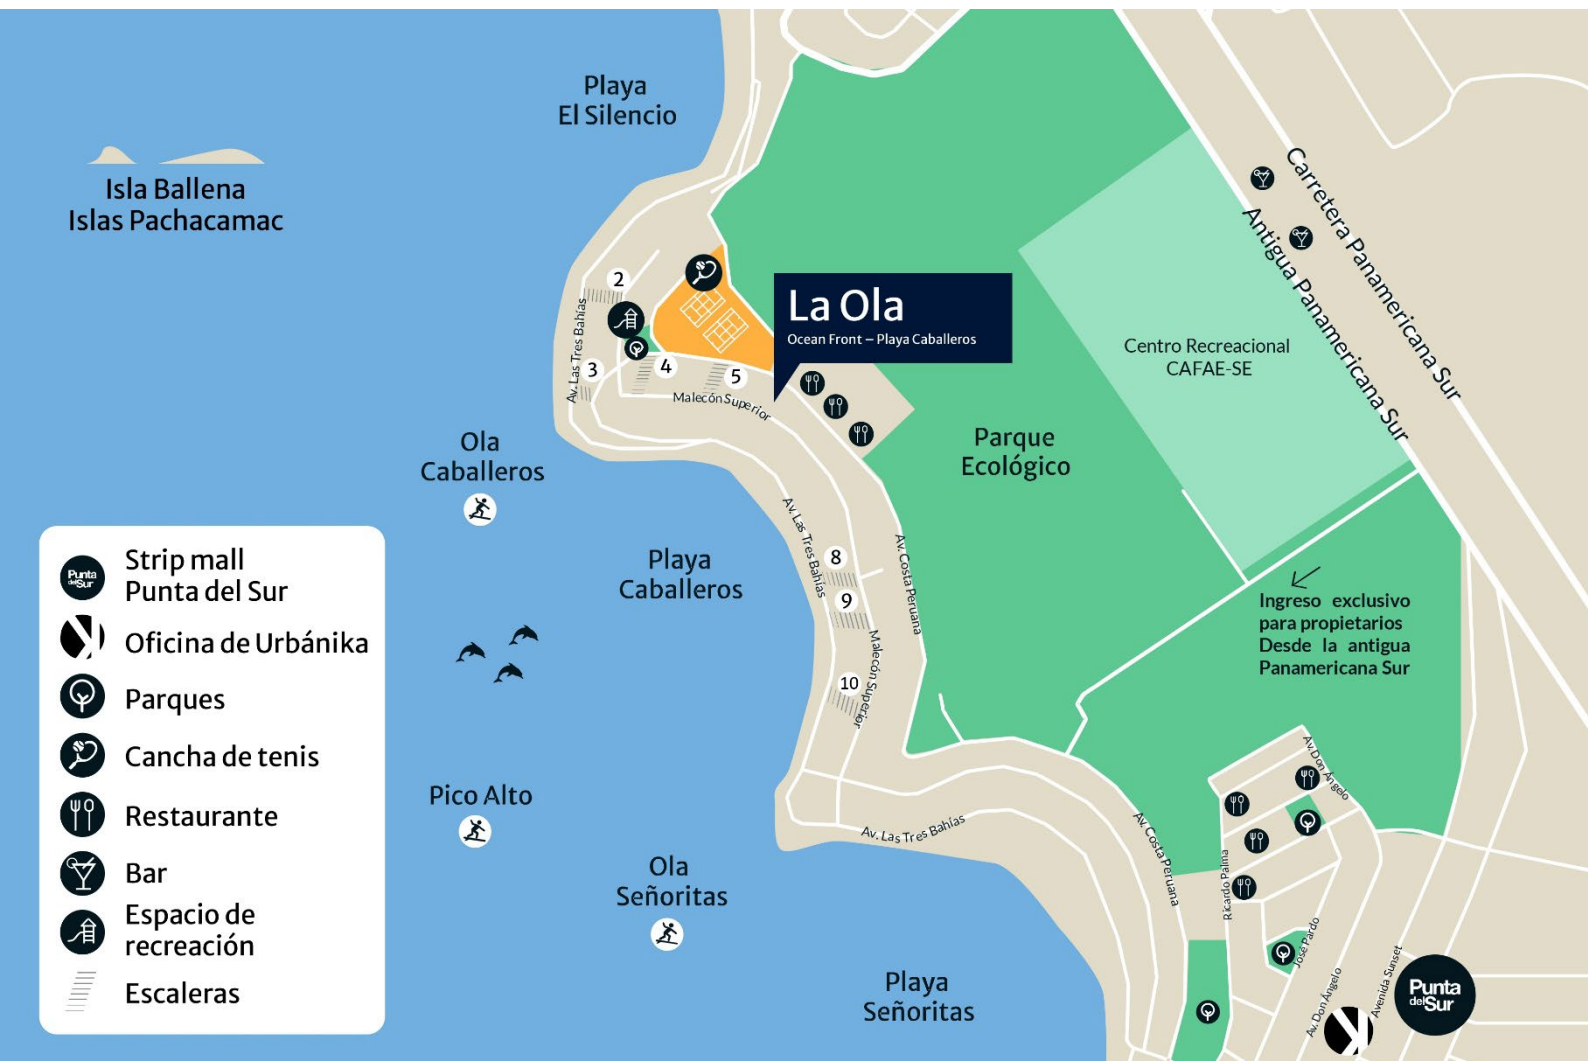 Playa
El Silencio
Isla Ballena
Islas Pachacamac
Carretera Panamericana Sur
Antigua Panamericana Sur
2
Av. Las Tres Bahías
3
4
5
Malecón Superior
La Ola
Ocean Front – Playa Caballeros
Centro Recreacional
CAFAE-SE
Parque
Ecológico
Ola
Caballeros
Playa
Caballeros
Av. Las Tres Bahías
8
9
10
Malecón Superior
Av. Costa Peruana
Ingreso exclusivo
para propietarios
Desde la antigua
Panamericana Sur
Strip mall
Punta del Sur
Punta
del Sur
Oficina de Urbánika
Parques
Cancha de tenis
Restaurante
Bar
Espacio de
recreación
Escaleras
Pico Alto
Ola
Señoritas
Playa
Señoritas
Av. Las Tres Bahías
Av. Costa Peruana
Ricardo Palma
Av. Don Ángelo
José Pardo
Av. Don Ángelo
Avenida Sunset
Punta
del Sur